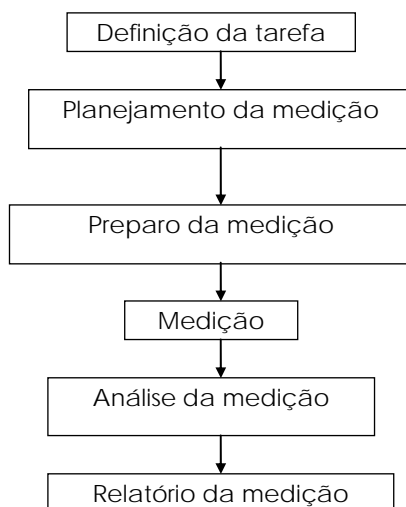 Definição da tarefa
Planejamento da medição
Preparo da medição
Medição
Análise da medição
Relatório da medição